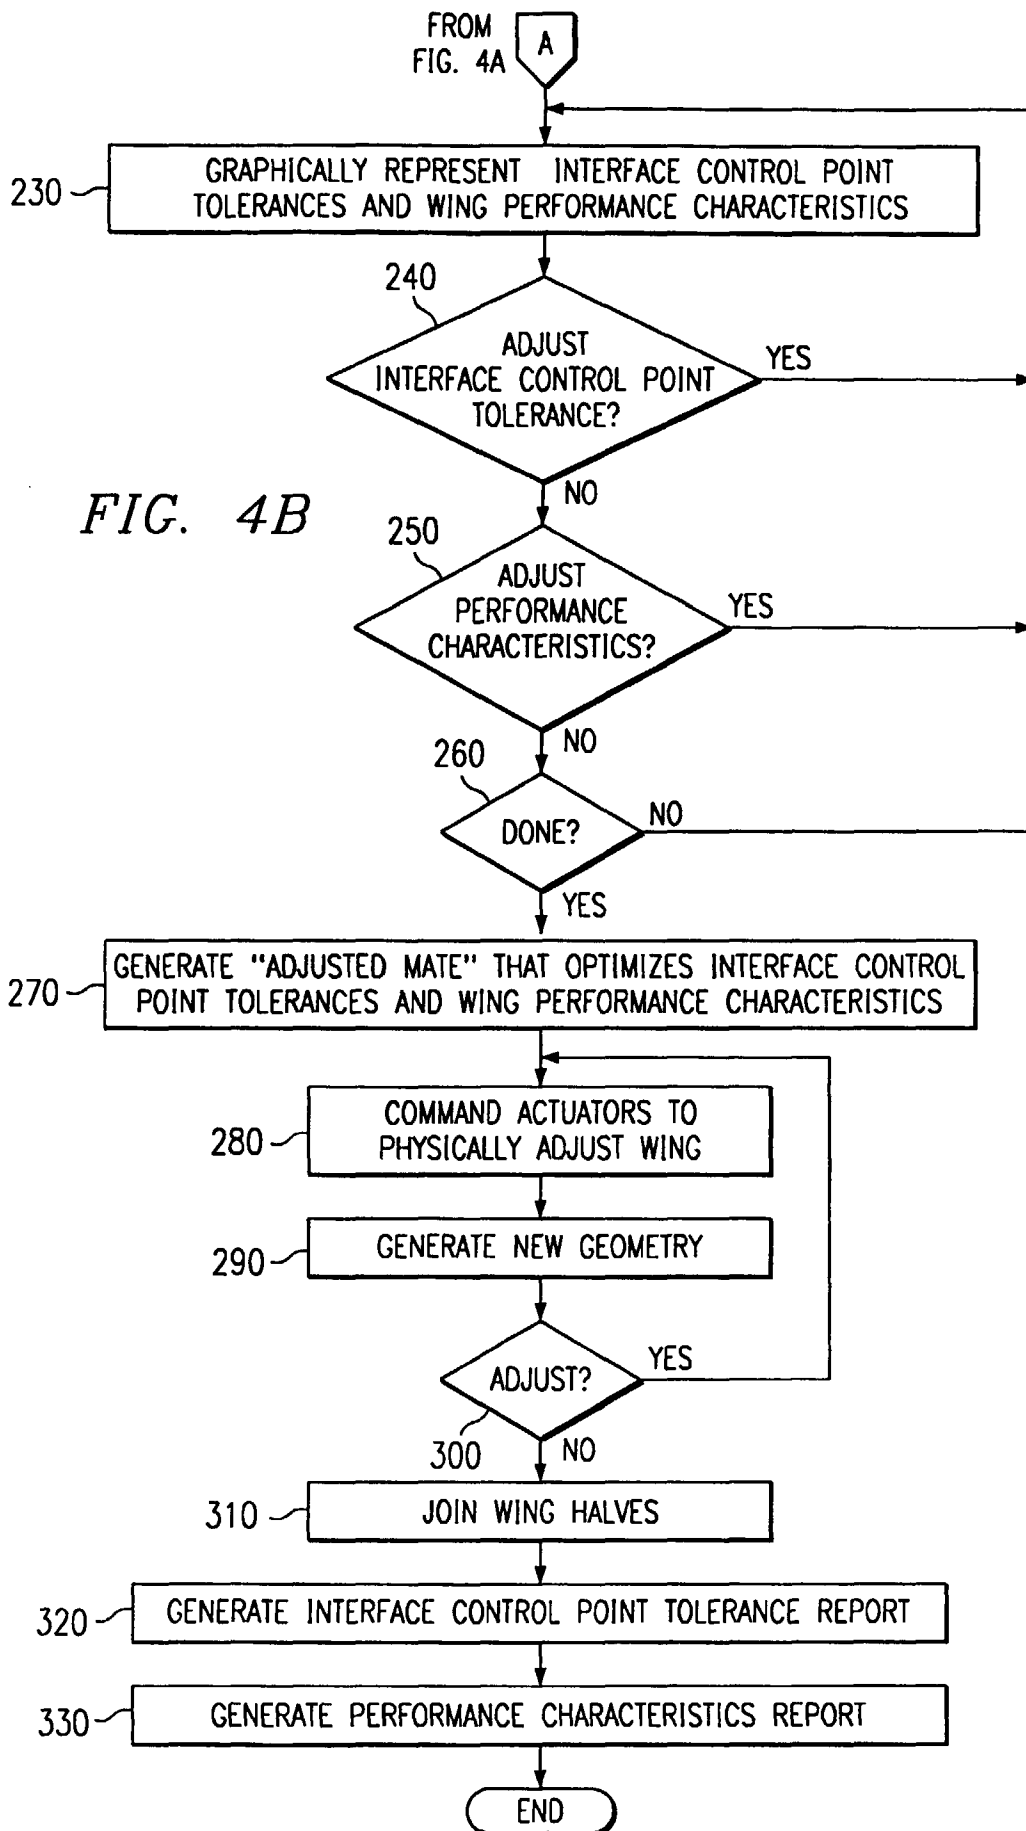 FROM
FIG. 4A
A
230
GRAPHICALLY REPRESENT INTERFACE CONTROL POINT
TOLERANCES AND WING PERFORMANCE CHARACTERISTICS
240
ADJUST
INTERFACE CONTROL POINT
TOLERANCE?
YES
NO
FIG. 4B
250
ADJUST
PERFORMANCE
CHARACTERISTICS?
YES
NO
260
DONE?
NO
YES
270
GENERATE "ADJUSTED MATE" THAT OPTIMIZES INTERFACE CONTROL
POINT TOLERANCES AND WING PERFORMANCE CHARACTERISTICS
280
COMMAND ACTUATORS TO
PHYSICALLY ADJUST WING
290
GENERATE NEW GEOMETRY
ADJUST?
YES
300
NO
310
JOIN WING HALVES
320
GENERATE INTERFACE CONTROL POINT TOLERANCE REPORT
330
GENERATE PERFORMANCE CHARACTERISTICS REPORT
END